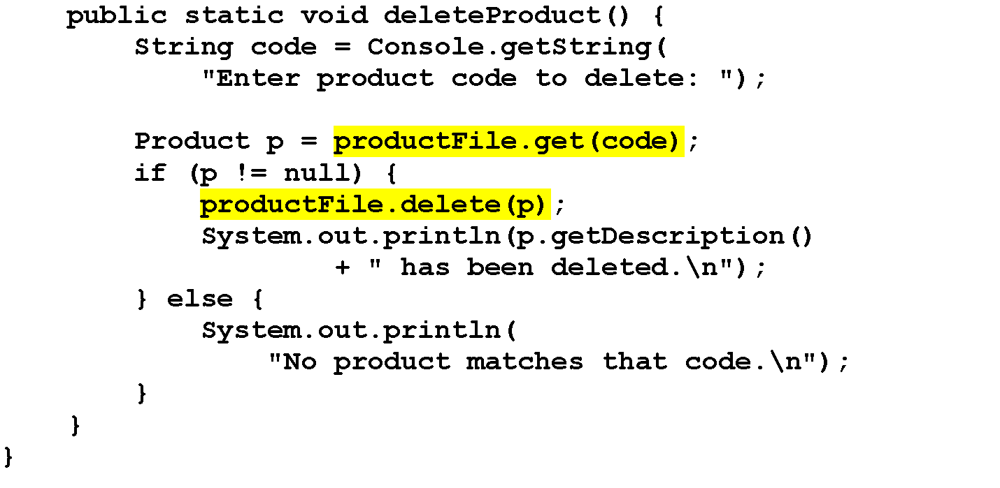 public static void deleteProduct() {
String code = Console.getString(
"Enter product code to delete: ");
Product p = productFile.get(code);
if (p != null) {
productFile.delete(p);
System.out.println(p.getDescription()
+ " has been deleted.\n");
} else {
System.out.println(
"No product matches that code.\n");
}
}
}